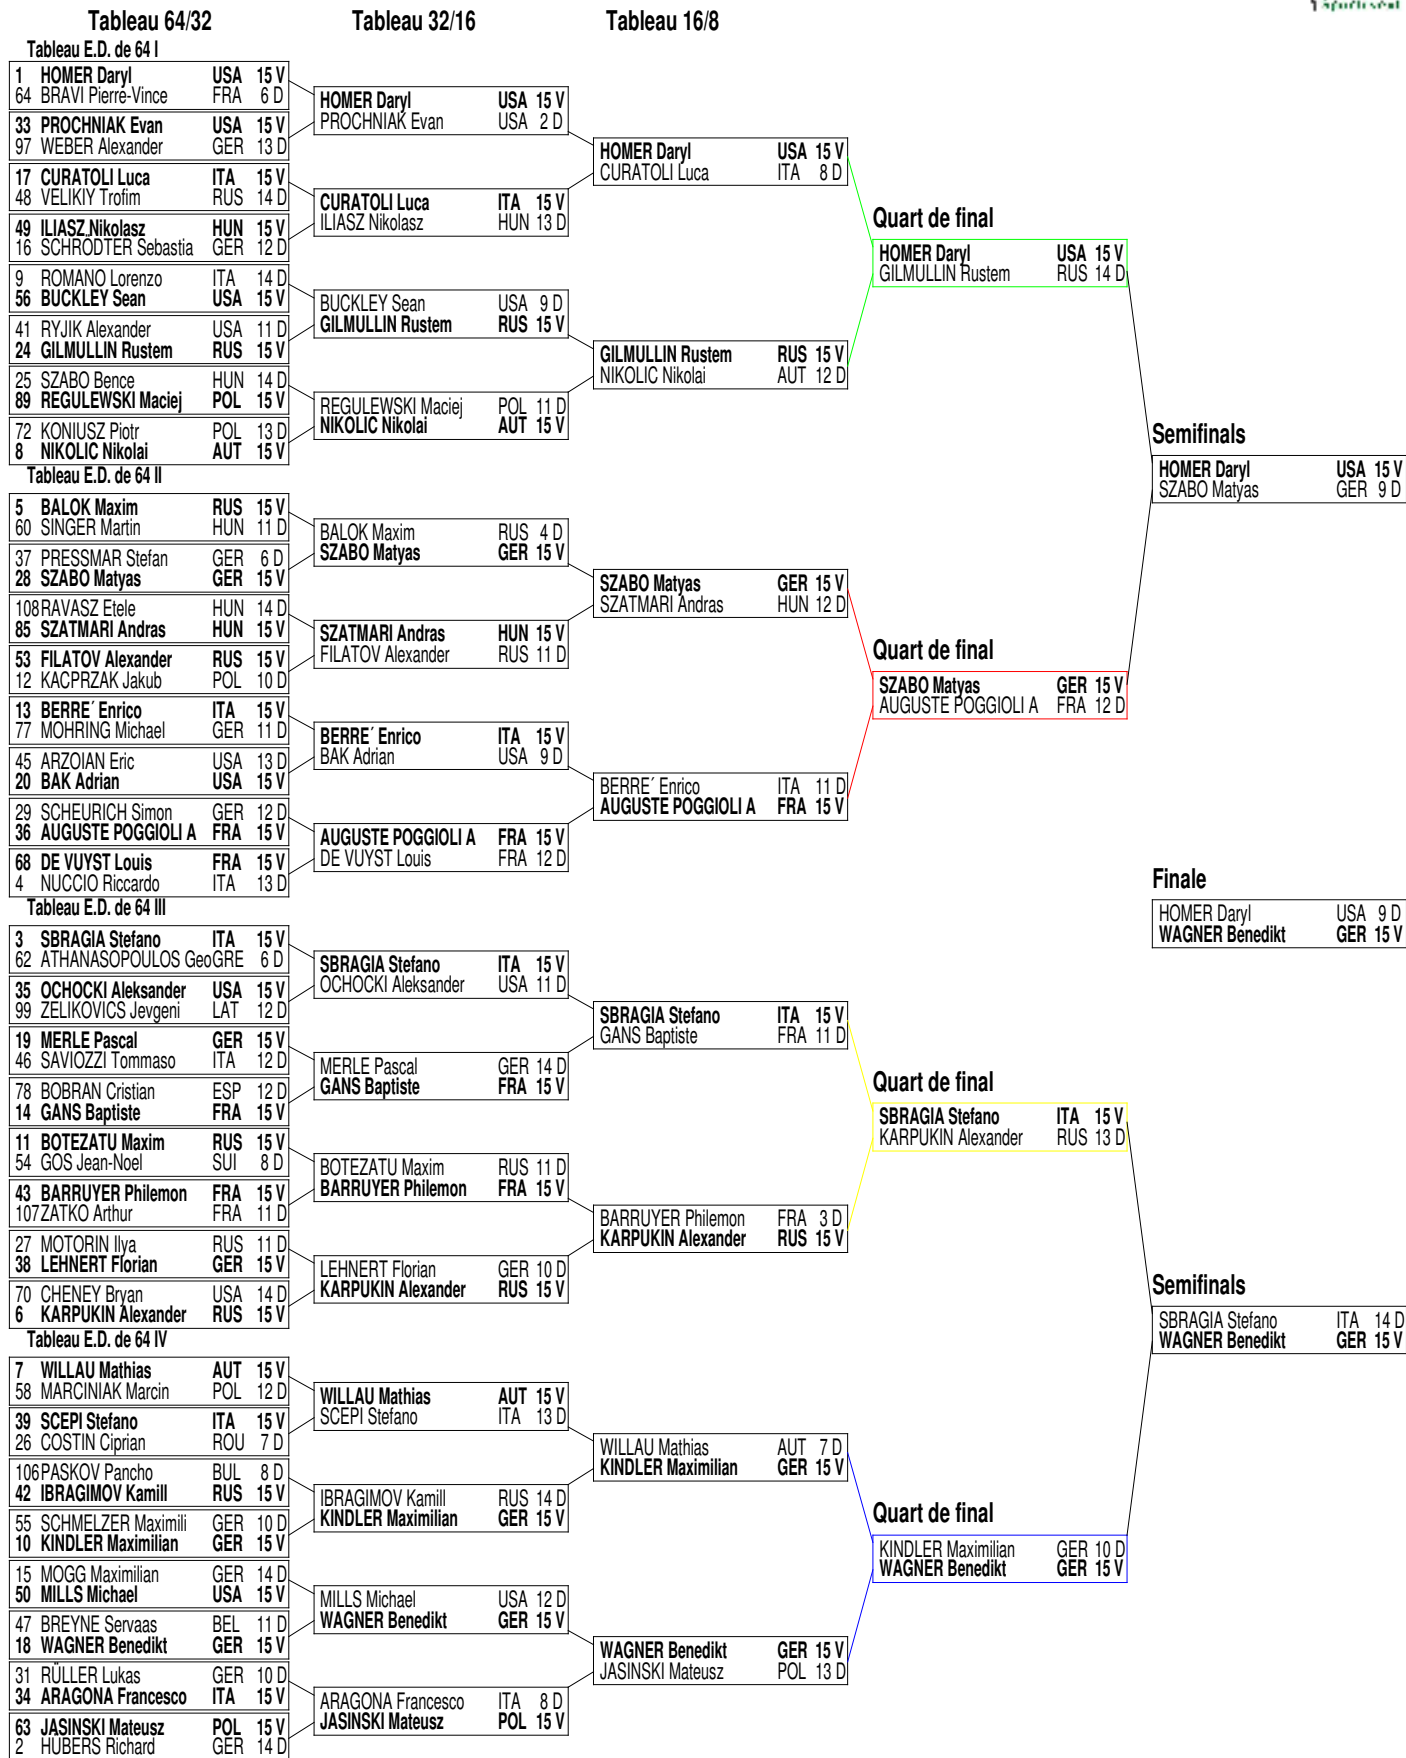 Tableau 64/32 Tableau 32/16 Tableau 16/8
Tableau E.D. de 64 I
1 HOMER Daryl USA 15 V
64 BRAVI Pierre-Vince FRA 6 D
33 PROCHNIAK Evan USA 15 V
97 WEBER Alexander GER 13 D
17 CURATOLI Luca ITA 15 V
48 VELIKIY Trofim RUS 14 D
49 ILIASZ Nikolasz HUN 15 V
16 SCHRÖDTER Sebastia GER 12 D
9 ROMANO Lorenzo ITA 14 D
56 BUCKLEY Sean USA 15 V
41 RYJIK Alexander USA 11 D
24 GILMULLIN Rustem RUS 15 V
25 SZABO Bence HUN 14 D
89 REGULEWSKI Maciej POL 15 V
72 KONIUSZ Piotr POL 13 D
8 NIKOLIC Nikolai AUT 15 V
Tableau E.D. de 64 II
5 BALOK Maxim RUS 15 V
60 SINGER Martin HUN 11 D
37 PRESSMAR Stefan GER 6 D
28 SZABO Matyas GER 15 V
108 RAVASZ Etele HUN 14 D
85 SZATMARI Andras HUN 15 V
53 FILATOV Alexander RUS 15 V
12 KACPRZAK Jakub POL 10 D
13 BERRE´ Enrico ITA 15 V
77 MOHRING Michael GER 11 D
45 ARZOIAN Eric USA 13 D
20 BAK Adrian USA 15 V
29 SCHEURICH Simon GER 12 D
36 AUGUSTE POGGIOLI A FRA 15 V
68 DE VUYST Louis FRA 15 V
4 NUCCIO Riccardo ITA 13 D
Tableau E.D. de 64 III
3 SBRAGIA Stefano ITA 15 V
62 ATHANASOPOULOS Geo GRE 6 D
35 OCHOCKI Aleksander USA 15 V
99 ZELIKOVICS Jevgeni LAT 12 D
19 MERLE Pascal GER 15 V
46 SAVIOZZI Tommaso ITA 12 D
78 BOBRAN Cristian ESP 12 D
14 GANS Baptiste FRA 15 V
11 BOTEZATU Maxim RUS 15 V
54 GOS Jean-Noel SUI 8 D
43 BARRUYER Philemon FRA 15 V
107 ZATKO Arthur FRA 11 D
27 MOTORIN Ilya RUS 11 D
38 LEHNERT Florian GER 15 V
70 CHENEY Bryan USA 14 D
6 KARPUKIN Alexander RUS 15 V
Tableau E.D. de 64 IV
7 WILLAU Mathias AUT 15 V
58 MARCINIAK Marcin POL 12 D
39 SCEPI Stefano ITA 15 V
26 COSTIN Ciprian ROU 7 D
106 PASKOV Pancho BUL 8 D
42 IBRAGIMOV Kamill RUS 15 V
55 SCHMELZER Maximili GER 10 D
10 KINDLER Maximilian GER 15 V
15 MOGG Maximilian GER 14 D
50 MILLS Michael USA 15 V
47 BREYNE Servaas BEL 11 D
18 WAGNER Benedikt GER 15 V
31 RÜLLER Lukas GER 10 D
34 ARAGONA Francesco ITA 15 V
63 JASINSKI Mateusz POL 15 V
2 HÜBERS Richard GER 14 D
HOMER Daryl USA 15 V
PROCHNIAK Evan USA 2 D
CURATOLI Luca ITA 15 V
ILIASZ Nikolasz HUN 13 D
BUCKLEY Sean USA 9 D
GILMULLIN Rustem RUS 15 V
REGULEWSKI Maciej POL 11 D
NIKOLIC Nikolai AUT 15 V
BALOK Maxim RUS 4 D
SZABO Matyas GER 15 V
SZATMARI Andras HUN 15 V
FILATOV Alexander RUS 11 D
BERRE´ Enrico ITA 15 V
BAK Adrian USA 9 D
AUGUSTE POGGIOLI A FRA 15 V
DE VUYST Louis FRA 12 D
SBRAGIA Stefano ITA 15 V
OCHOCKI Aleksander USA 11 D
MERLE Pascal GER 14 D
GANS Baptiste FRA 15 V
BOTEZATU Maxim RUS 11 D
BARRUYER Philemon FRA 15 V
LEHNERT Florian GER 10 D
KARPUKIN Alexander RUS 15 V
WILLAU Mathias AUT 15 V
SCEPI Stefano ITA 13 D
IBRAGIMOV Kamill RUS 14 D
KINDLER Maximilian GER 15 V
MILLS Michael USA 12 D
WAGNER Benedikt GER 15 V
ARAGONA Francesco ITA 8 D
JASINSKI Mateusz POL 15 V
HOMER Daryl USA 15 V
CURATOLI Luca ITA 8 D
GILMULLIN Rustem RUS 15 V
NIKOLIC Nikolai AUT 12 D
SZABO Matyas GER 15 V
SZATMARI Andras HUN 12 D
BERRE´ Enrico ITA 11 D
AUGUSTE POGGIOLI A FRA 15 V
SBRAGIA Stefano ITA 15 V
GANS Baptiste FRA 11 D
BARRUYER Philemon FRA 3 D
KARPUKIN Alexander RUS 15 V
WILLAU Mathias AUT 7 D
KINDLER Maximilian GER 15 V
WAGNER Benedikt GER 15 V
JASINSKI Mateusz POL 13 D
Quart de final
HOMER Daryl USA 15 V
GILMULLIN Rustem RUS 14 D
Quart de final
SZABO Matyas GER 15 V
AUGUSTE POGGIOLI A FRA 12 D
Quart de final
SBRAGIA Stefano ITA 15 V
KARPUKIN Alexander RUS 13 D
Quart de final
KINDLER Maximilian GER 10 D
WAGNER Benedikt GER 15 V
Semifinals
HOMER Daryl USA 15 V
SZABO Matyas GER 9 D
Finale
HOMER Daryl USA 9 D
WAGNER Benedikt GER 15 V
Semifinals
SBRAGIA Stefano ITA 14 D
WAGNER Benedikt GER 15 V